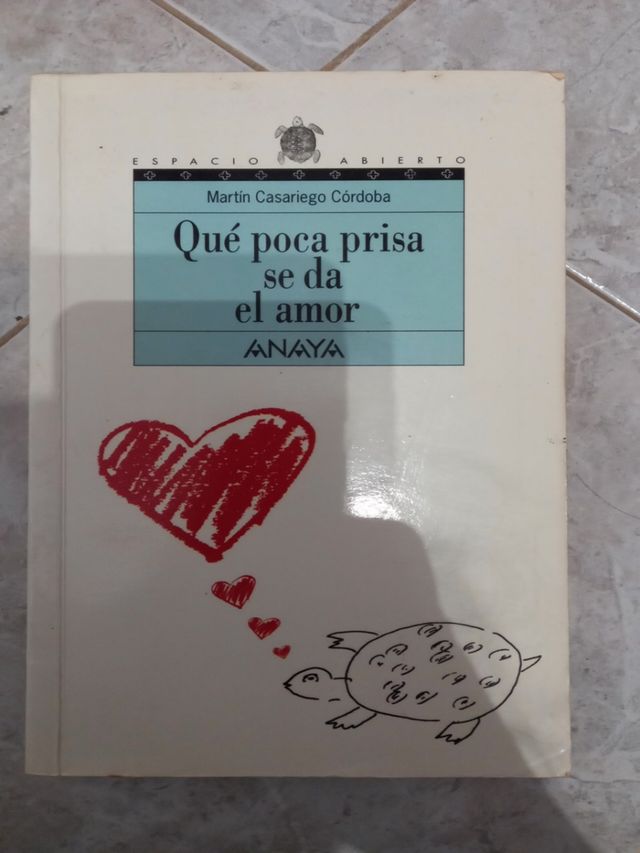 ESPACIO ABIERTO
Martín Casariego Córdoba
Qué poca prisa
se da
el amor
ANAYA